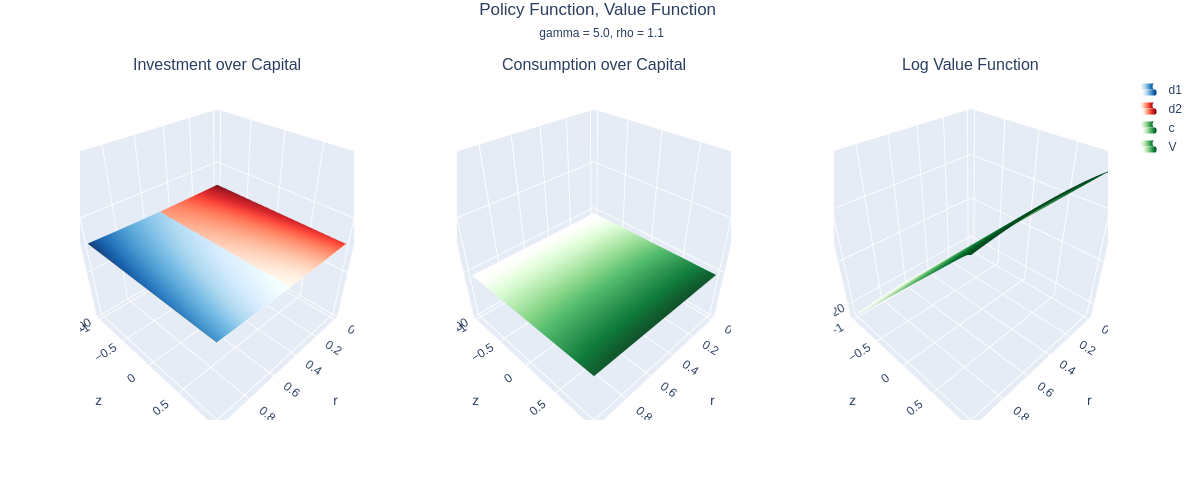 Policy Function, Value Function
gamma = 5.0, rho = 1.1
Investment over Capital
Consumption over Capital
Log Value Function
d1
d2
c
V
−0.5
0
0.5
z
0
0.2
0.4
0.6
0.8
r
−0.5
0
0.5
z
0
0.2
0.4
0.6
0.8
r
20
−1
−0.5
0
0.5
z
0
0.2
0.4
0.6
0.8
r